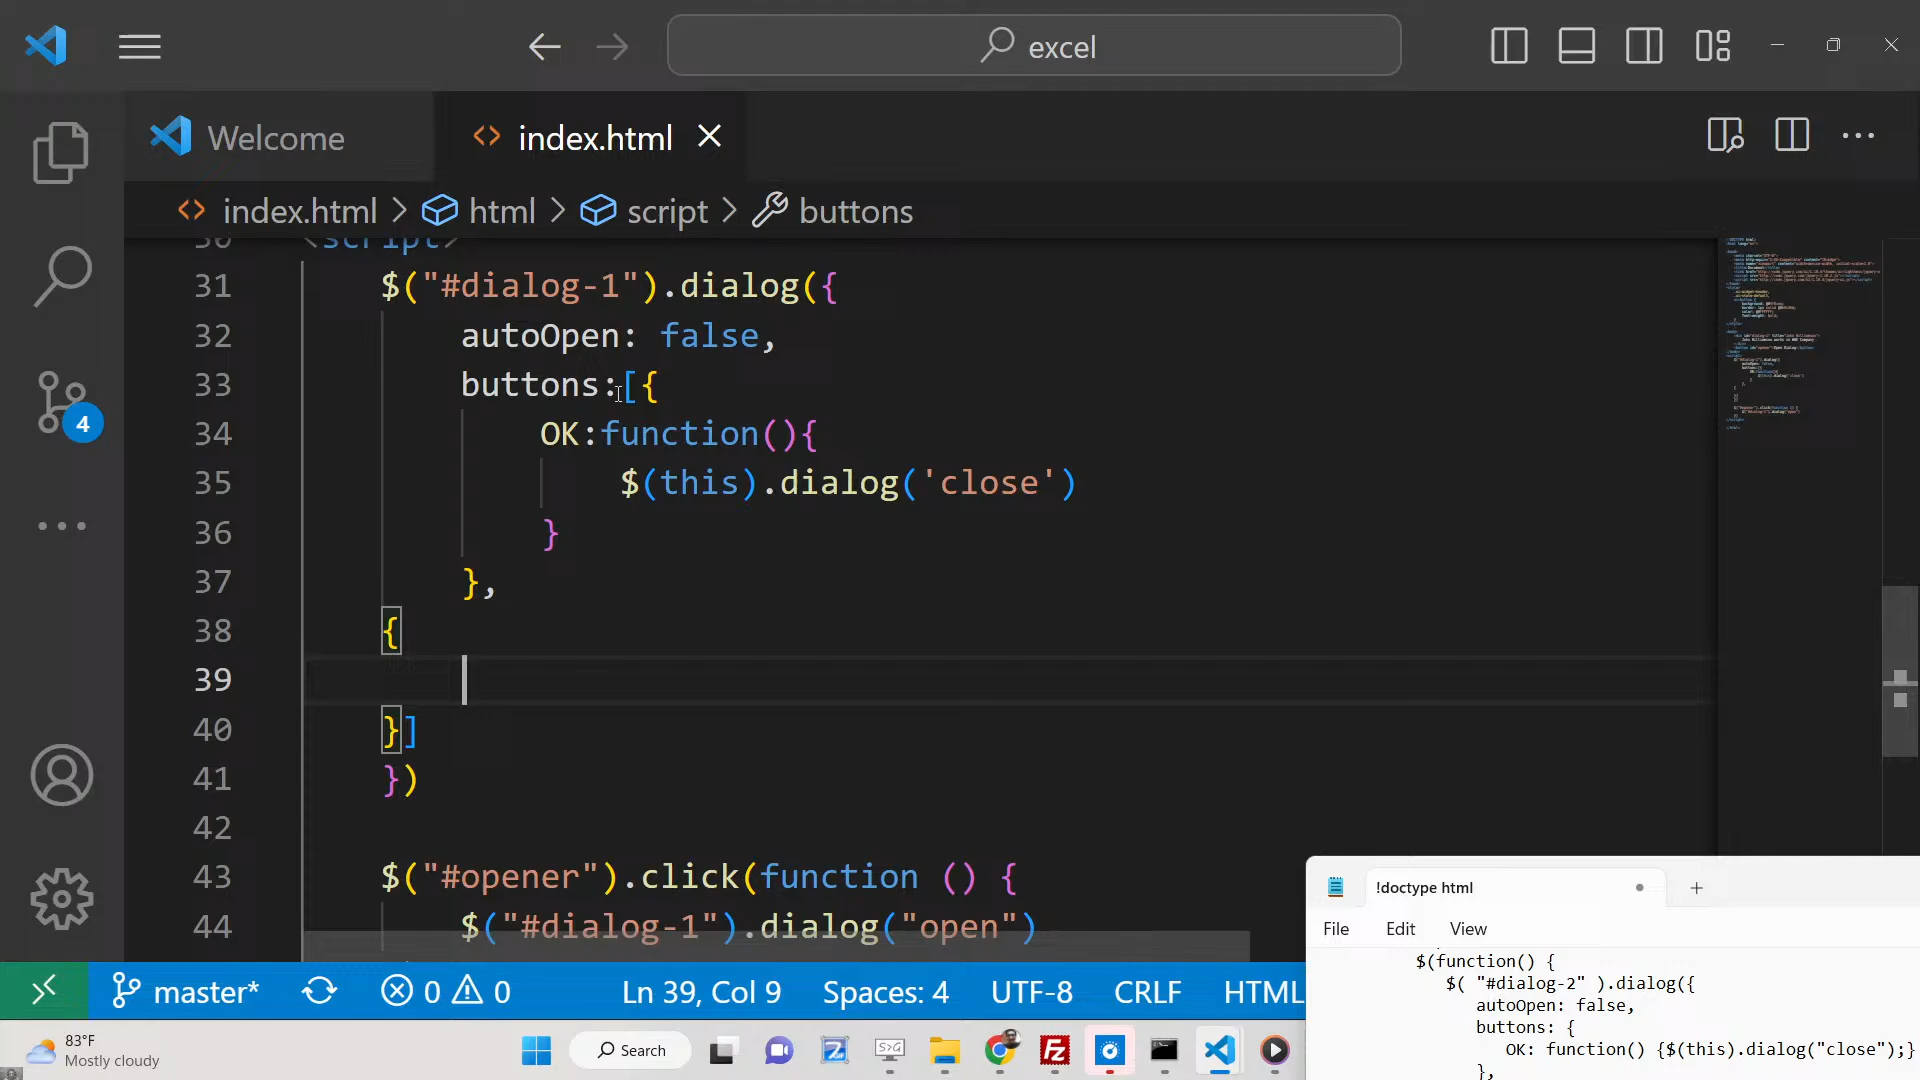 excel
Welcome
index.html
index.html > html > script > buttons
30 <script>
31 $("#dialog-1").dialog({
32 autoOpen: false,
33 buttons:[{
34 OK:function(){
35 $(this).dialog('close')
36 }
37 },
38 {
39
40 }]
41 })
42
43 $("#opener").click(function () {
44 $("#dialog-1").dialog("open")
4
master* 0 0 Ln 39, Col 9 Spaces: 4 UTF-8 CRLF HTML
!doctype html
File Edit View
$(function() {
$( "#dialog-2" ).dialog({
autoOpen: false,
buttons: {
OK: function() {$(this).dialog("close");}
},
83°F
Mostly cloudy
Search